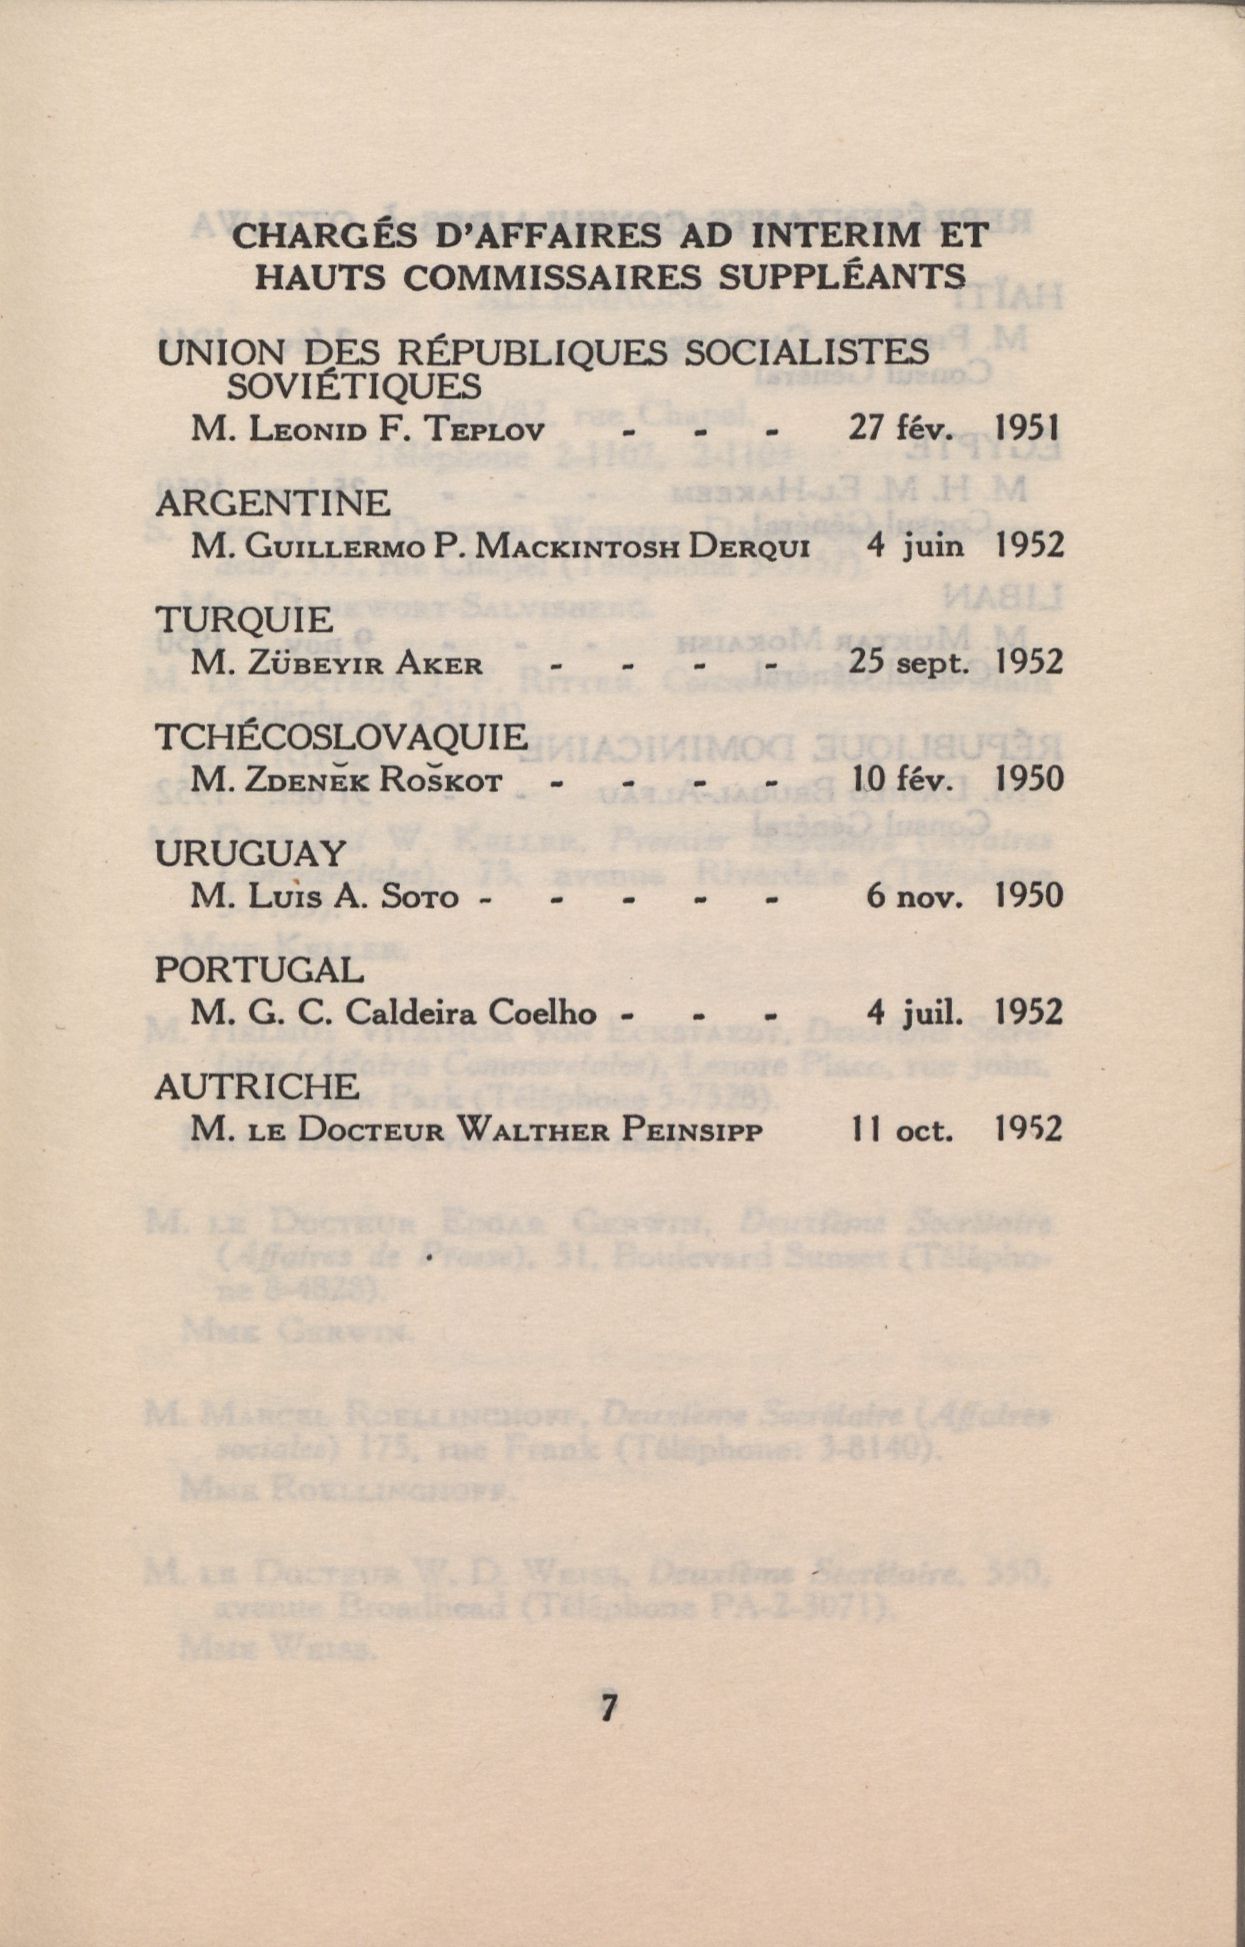 CHARGÉS D'AFFAIRES AD INTERIM ET
HAUTS COMMISSAIRES SUPPLÉANTS
UNION DES RÉPUBLIQUES SOCIALISTES
SOVIÉTIQUES
M. LEONID F. TEPLOV - - - 27 fév. 1951
ARGENTINE
M. GUILLERMO P. MACKINTOSH DERQUI 4 juin 1952
TURQUIE
M. ZÜBEYIR AKER - - - - 25 sept. 1952
TCHÉCOSLOVAQUIE
M. ZDENĔK ROŠKOT - - - - 10 fév. 1950
URUGUAY
M. LUIS A. SOTO - - - - - 6 nov. 1950
PORTUGAL
M. G. C. Caldeira Coelho - - - 4 juil. 1952
AUTRICHE
M. LE DOCTEUR WALTHER PEINSIPP 11 oct. 1952
7